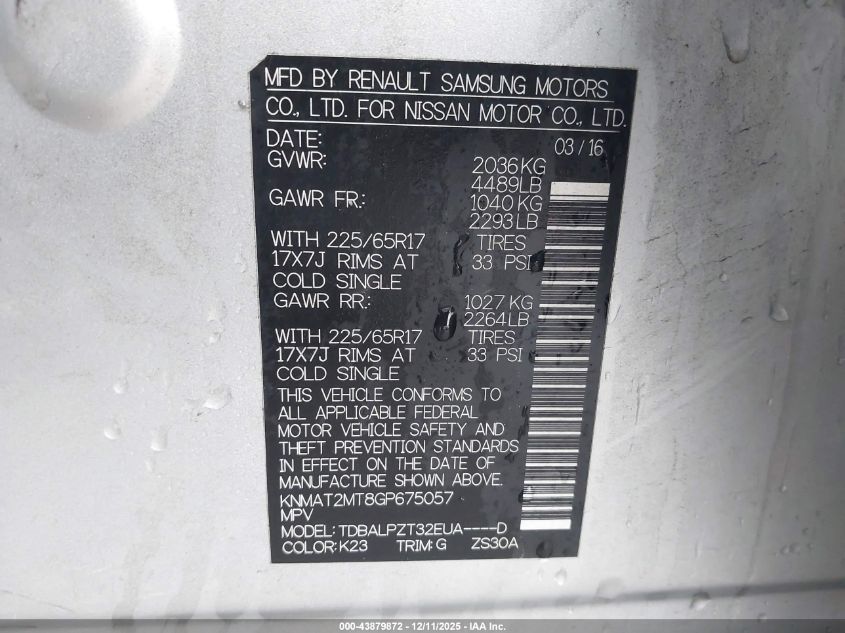 MFD BY RENAULT SAMSUNG MOTORS
CO., LTD. FOR NISSAN MOTOR CO., LTD.
DATE: 03/16
GVWR: 2036KG
4489LB
GAWR FR.: 1040KG
2293LB
WITH 225/65R17 TIRES
17X7J RIMS AT 33 PSI
COLD SINGLE
GAWR RR.: 1027KG
2264LB
WITH 225/65R17 TIRES
17X7J RIMS AT 33 PSI
COLD SINGLE
THIS VEHICLE CONFORMS TO
ALL APPLICABLE FEDERAL
MOTOR VEHICLE SAFETY AND
THEFT PREVENTION STANDARDS
IN EFFECT ON THE DATE OF
MANUFACTURE SHOWN ABOVE.
KNMAT2MT8GP675057
MPV
MODEL: TDBALPZT32EUA----D
COLOR: K23 TRIM: G ZS30A
000-43879872 - 12/11/2025 - IAA Inc.